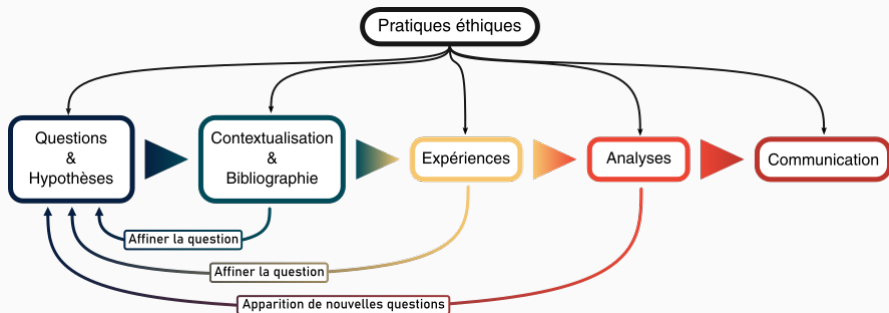 Pratiques éthiques
Questions
&
Hypothèses
Contextualisation
&
Bibliographie
Expériences
Analyses
Communication
Affiner la question
Affiner la question
Apparition de nouvelles questions